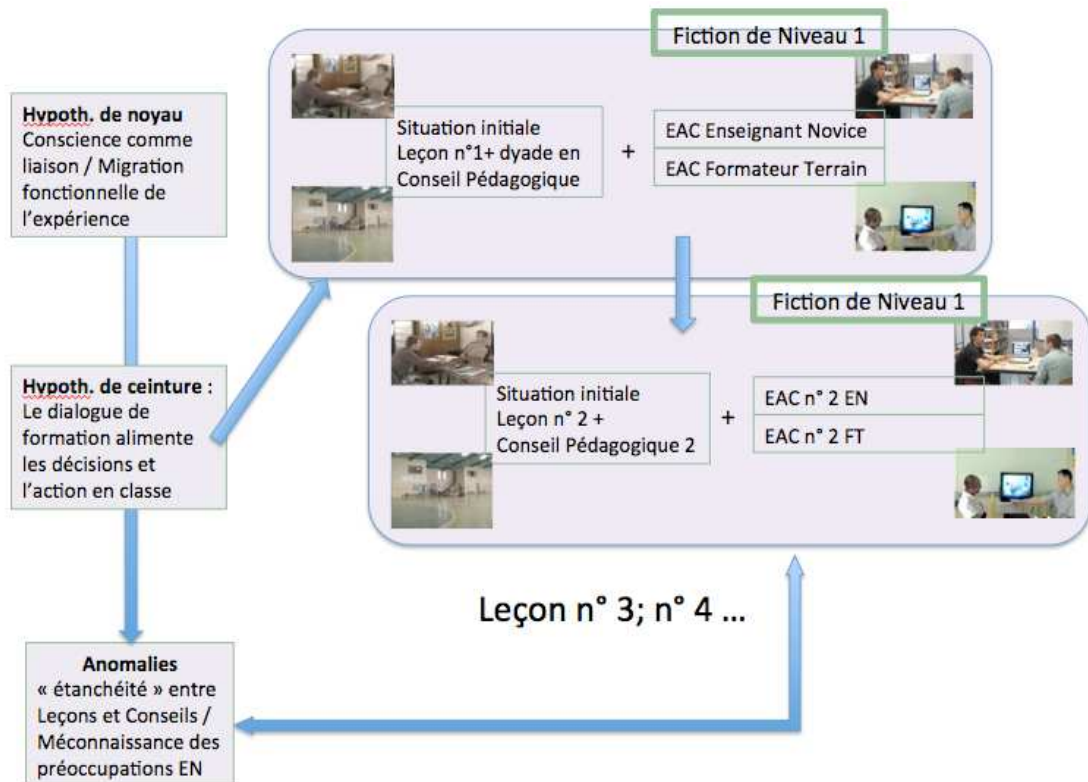 Fiction de Niveau 1
Hypoth. de noyau
Conscience comme
liaison / Migration
fonctionnelle de
l'expérience
Situation initiale
Leçon n°1+ dyade en
Conseil Pédagogique
+
EAC Enseignant Novice
EAC Formateur Terrain
Fiction de Niveau 1
Hypoth. de ceinture :
Le dialogue de
formation alimente
les décisions et
l'action en classe
Situation initiale
Leçon n° 2 +
Conseil Pédagogique 2
+
EAC n° 2 EN
EAC n° 2 FT
Leçon n° 3; n° 4 ...
Anomalies
« étanchéité » entre
Leçons et Conseils /
Méconnaissance des
préoccupations EN